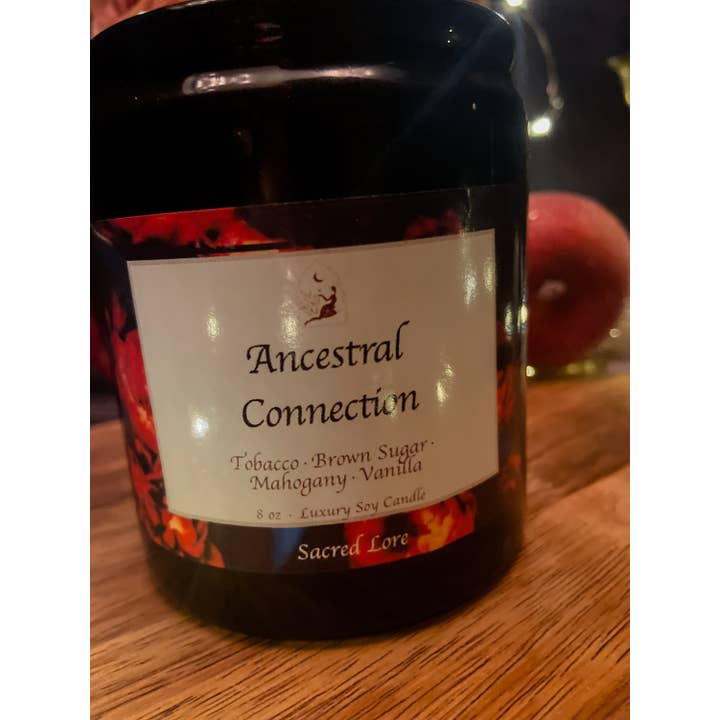 Ancestral
Connection
Tobacco · Brown Sugar ·
Mahogany · Vanilla
8 oz · Luxury Soy Candle
Sacred Lore